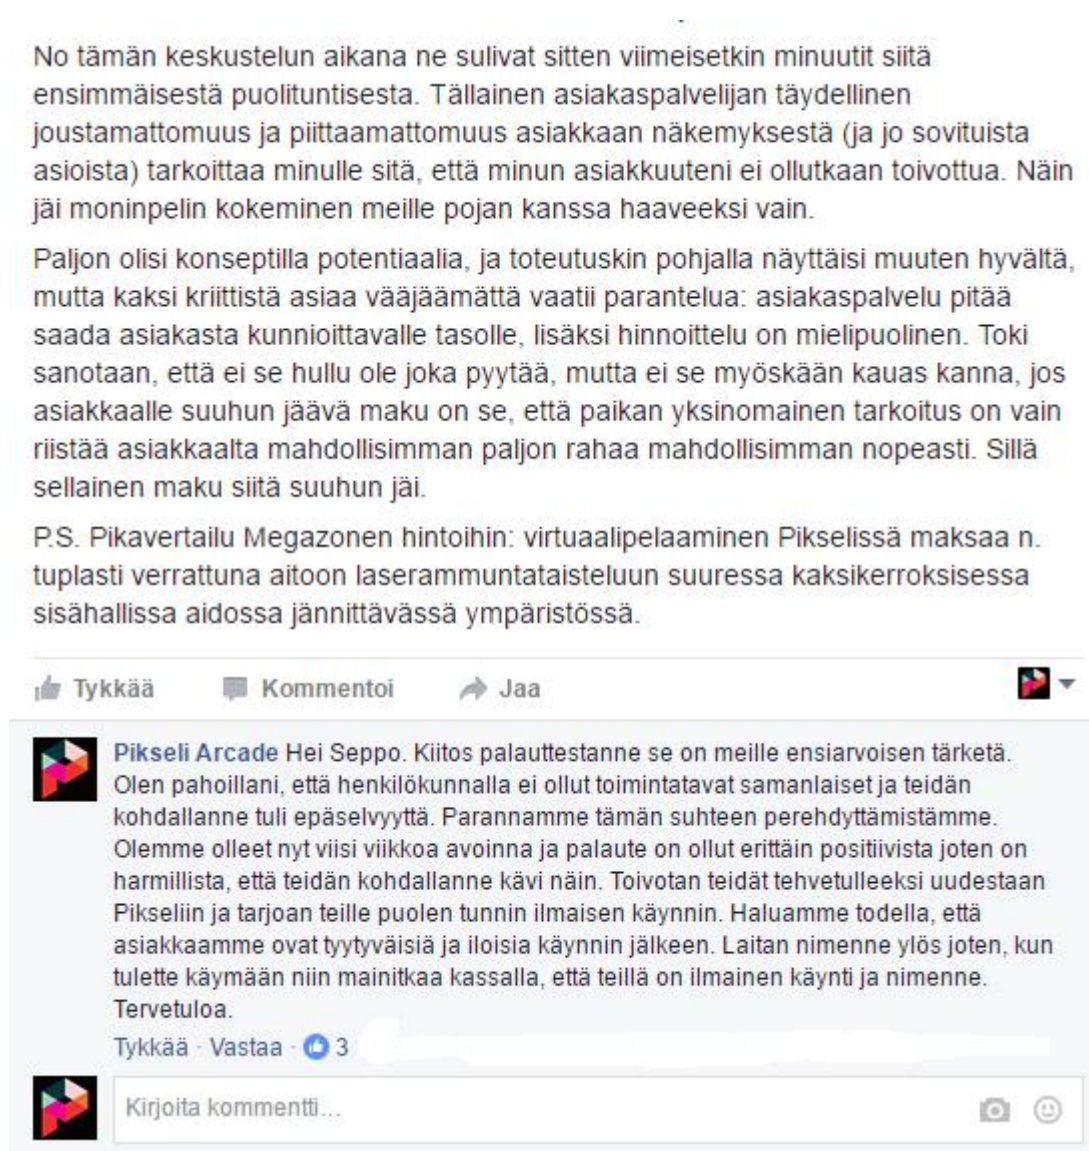 No tämän keskustelun aikana ne sulivat sitten viimeisetkin minuutit siitä
ensimmäisestä puolituntisesta. Tällainen asiakaspalvelijan täydellinen
joustamattomuus ja piittaamattomuus asiakkaan näkemyksestä (ja jo sovituista
asioista) tarkoittaa minulle sitä, että minun asiakkuuteni ei ollutkaan toivottua. Näin
jäi moninpelin kokeminen meille pojan kanssa haaveeksi vain.
Paljon olisi konseptilla potentiaalia, ja toteutuskin pohjalla näyttäisi muuten hyvältä,
mutta kaksi kriittistä asiaa vääjäämättä vaatii parantelua: asiakaspalvelu pitää
saada asiakasta kunnioittavalle tasolle, lisäksi hinnoittelu on mielipuolinen. Toki
sanotaan, että ei se hullu ole joka pyytää, mutta ei se myöskään kauas kanna, jos
asiakkaalle suuhun jäävä maku on se, että paikan yksinomainen tarkoitus on vain
riistää asiakkaalta mahdollisimman paljon rahaa mahdollisimman nopeasti. Sillä
sellainen maku siitä suuhun jäi.
P.S. Pikavertailu Megazonen hintoihin: virtuaalipelaaminen Pikselissä maksaa n.
tuplasti verrattuna aitoon laserammuntataisteluun suuressa kaksikerroksisessa
sisähallissa aidossa jännittävässä ympäristössä.
Tykkää Kommentoi Jaa
Pikseli Arcade Hei Seppo. Kiitos palauttestanne se on meille ensiarvoisen tärketä.
Olen pahoillani, että henkilökunnalla ei ollut toimintatavat samanlaiset ja teidän
kohdallanne tuli epäselvyyttä. Parannamme tämän suhteen perehdyttämistämme.
Olemme olleet nyt viisi viikkoa avoinna ja palaute on ollut erittäin positiivista joten on
harmillista, että teidän kohdallanne kävi näin. Toivotan teidät tehvetulleeksi uudestaan
Pikseliin ja tarjoan teille puolen tunnin ilmaisen käynnin. Haluamme todella, että
asiakkaamme ovat tyytyväisiä ja iloisia käynnin jälkeen. Laitan nimenne ylös joten, kun
tulette käymään niin mainitkaa kassalla, että teillä on ilmainen käynti ja nimenne.
Tervetuloa.
Tykkää · Vastaa · 3
Kirjoita kommentti...